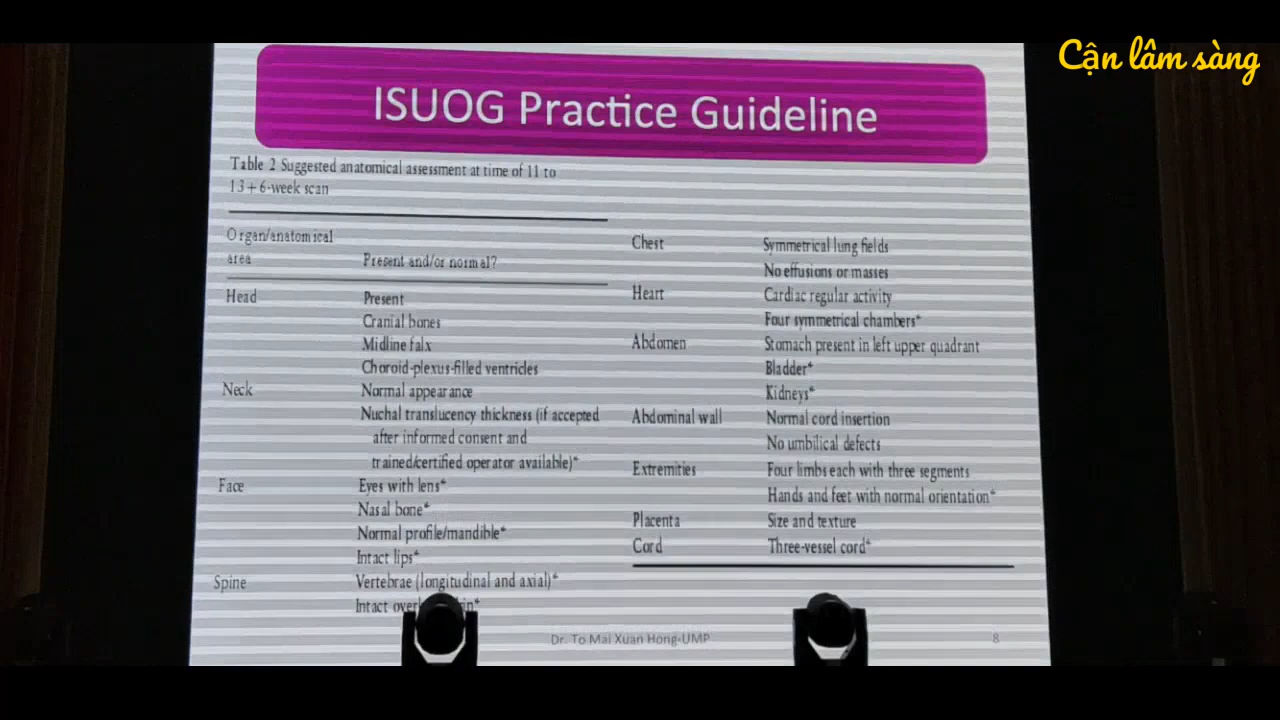 Cận lâm sàng
ISUOG Practice Guideline
Table 2 Suggested anatomical assessment at time of 11 to
13+6-week scan
Organ/anatomical
area Present and/or normal?
Head Present
Cranial bones
Midline falx
Choroid-plexus-filled ventricles
Neck Normal appearance
Nuchal translucency thickness (if accepted
after informed consent and
trained/certified operator available)*
Face Eyes with lens*
Nasal bone*
Normal profile/mandible*
Intact lips*
Spine Vertebrae (longitudinal and axial)*
Intact
Chest Symmetrical lung fields
No effusions or masses
Heart Cardiac regular activity
Four symmetrical chambers*
Abdomen Stomach present in left upper quadrant
Bladder*
Kidneys*
Abdominal wall Normal cord insertion
No umbilical defects
Extremities Four limbs each with three segments
Hands and feet with normal orientation*
Placenta Size and texture
Cord Three-vessel cord*
Dr. To Mai Xuan Hong-UMP 8